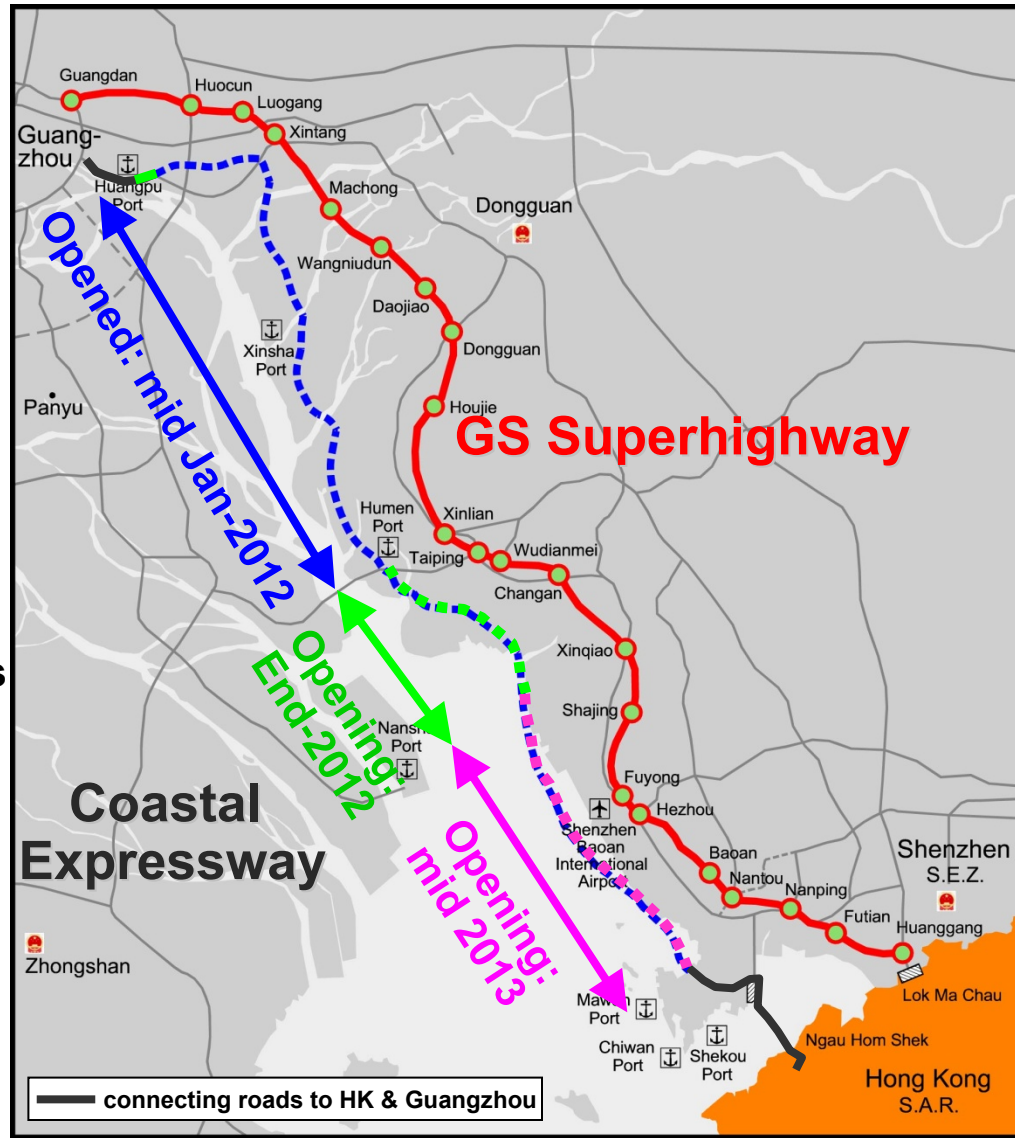 Guangdan
Huocun
Luogang
Xintang
Guang-
zhou
Huangpu
Port
Machong
Dongguan
Wangniudun
Daojiao
Opened: mid Jan-2012
Xinsha
Port
Dongguan
Panyu
Houjie
GS Superhighway
Humen
Port
Xinlian
Taiping
Wudianmei
Changan
Xinqiao
s
Opening:
End-2012
Shajing
Nansha
Port
Fuyong
Hezhou
Coastal
Expressway
Shenzhen
Baoan
International
Airport
Opening:
mid 2013
Baoan
Nantou
Nanping
Shenzhen
S.E.Z.
Futian
Huanggang
Zhongshan
Lok Ma Chau
Mawan
Port
Chiwan
Port
Shekou
Port
Ngau Hom Shek
Hong Kong
S.A.R.
connecting roads to HK & Guangzhou